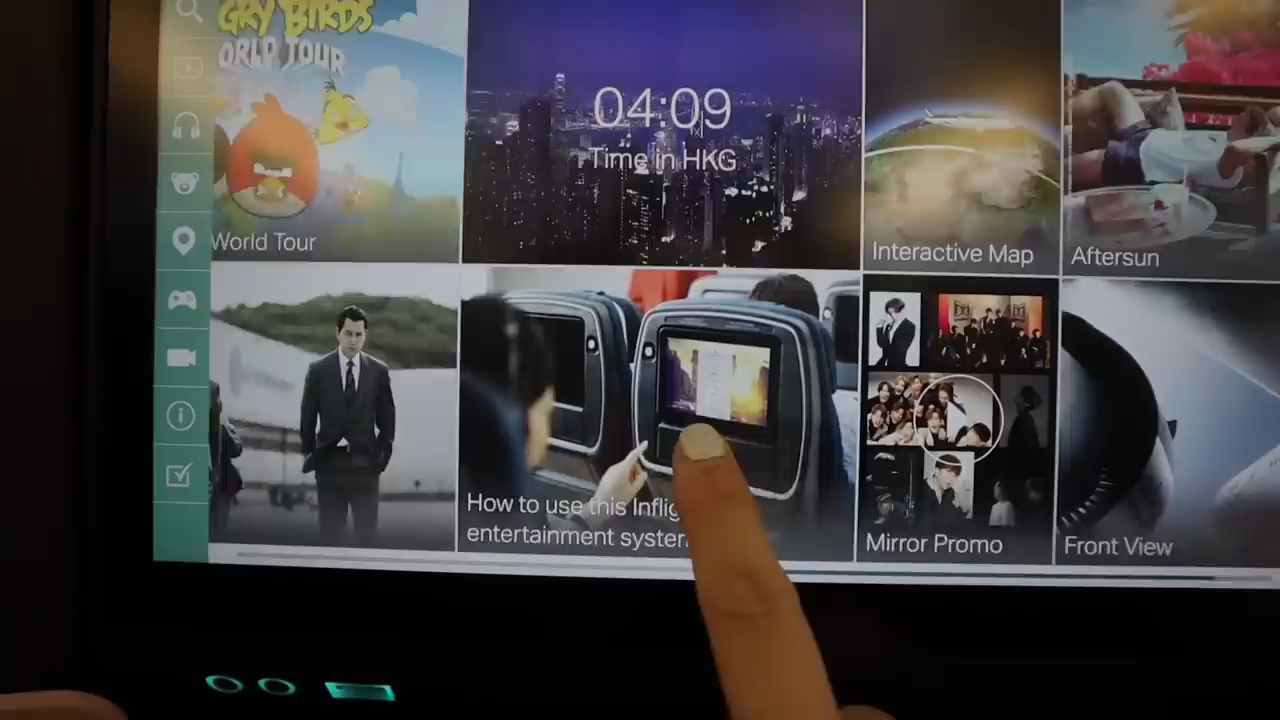 GRY BIRDS
ORLD TOUR
World Tour
04:09
Time in HKG
Interactive Map
Aftersun
How to use this Inflig
entertainment system
Mirror Promo
Front View